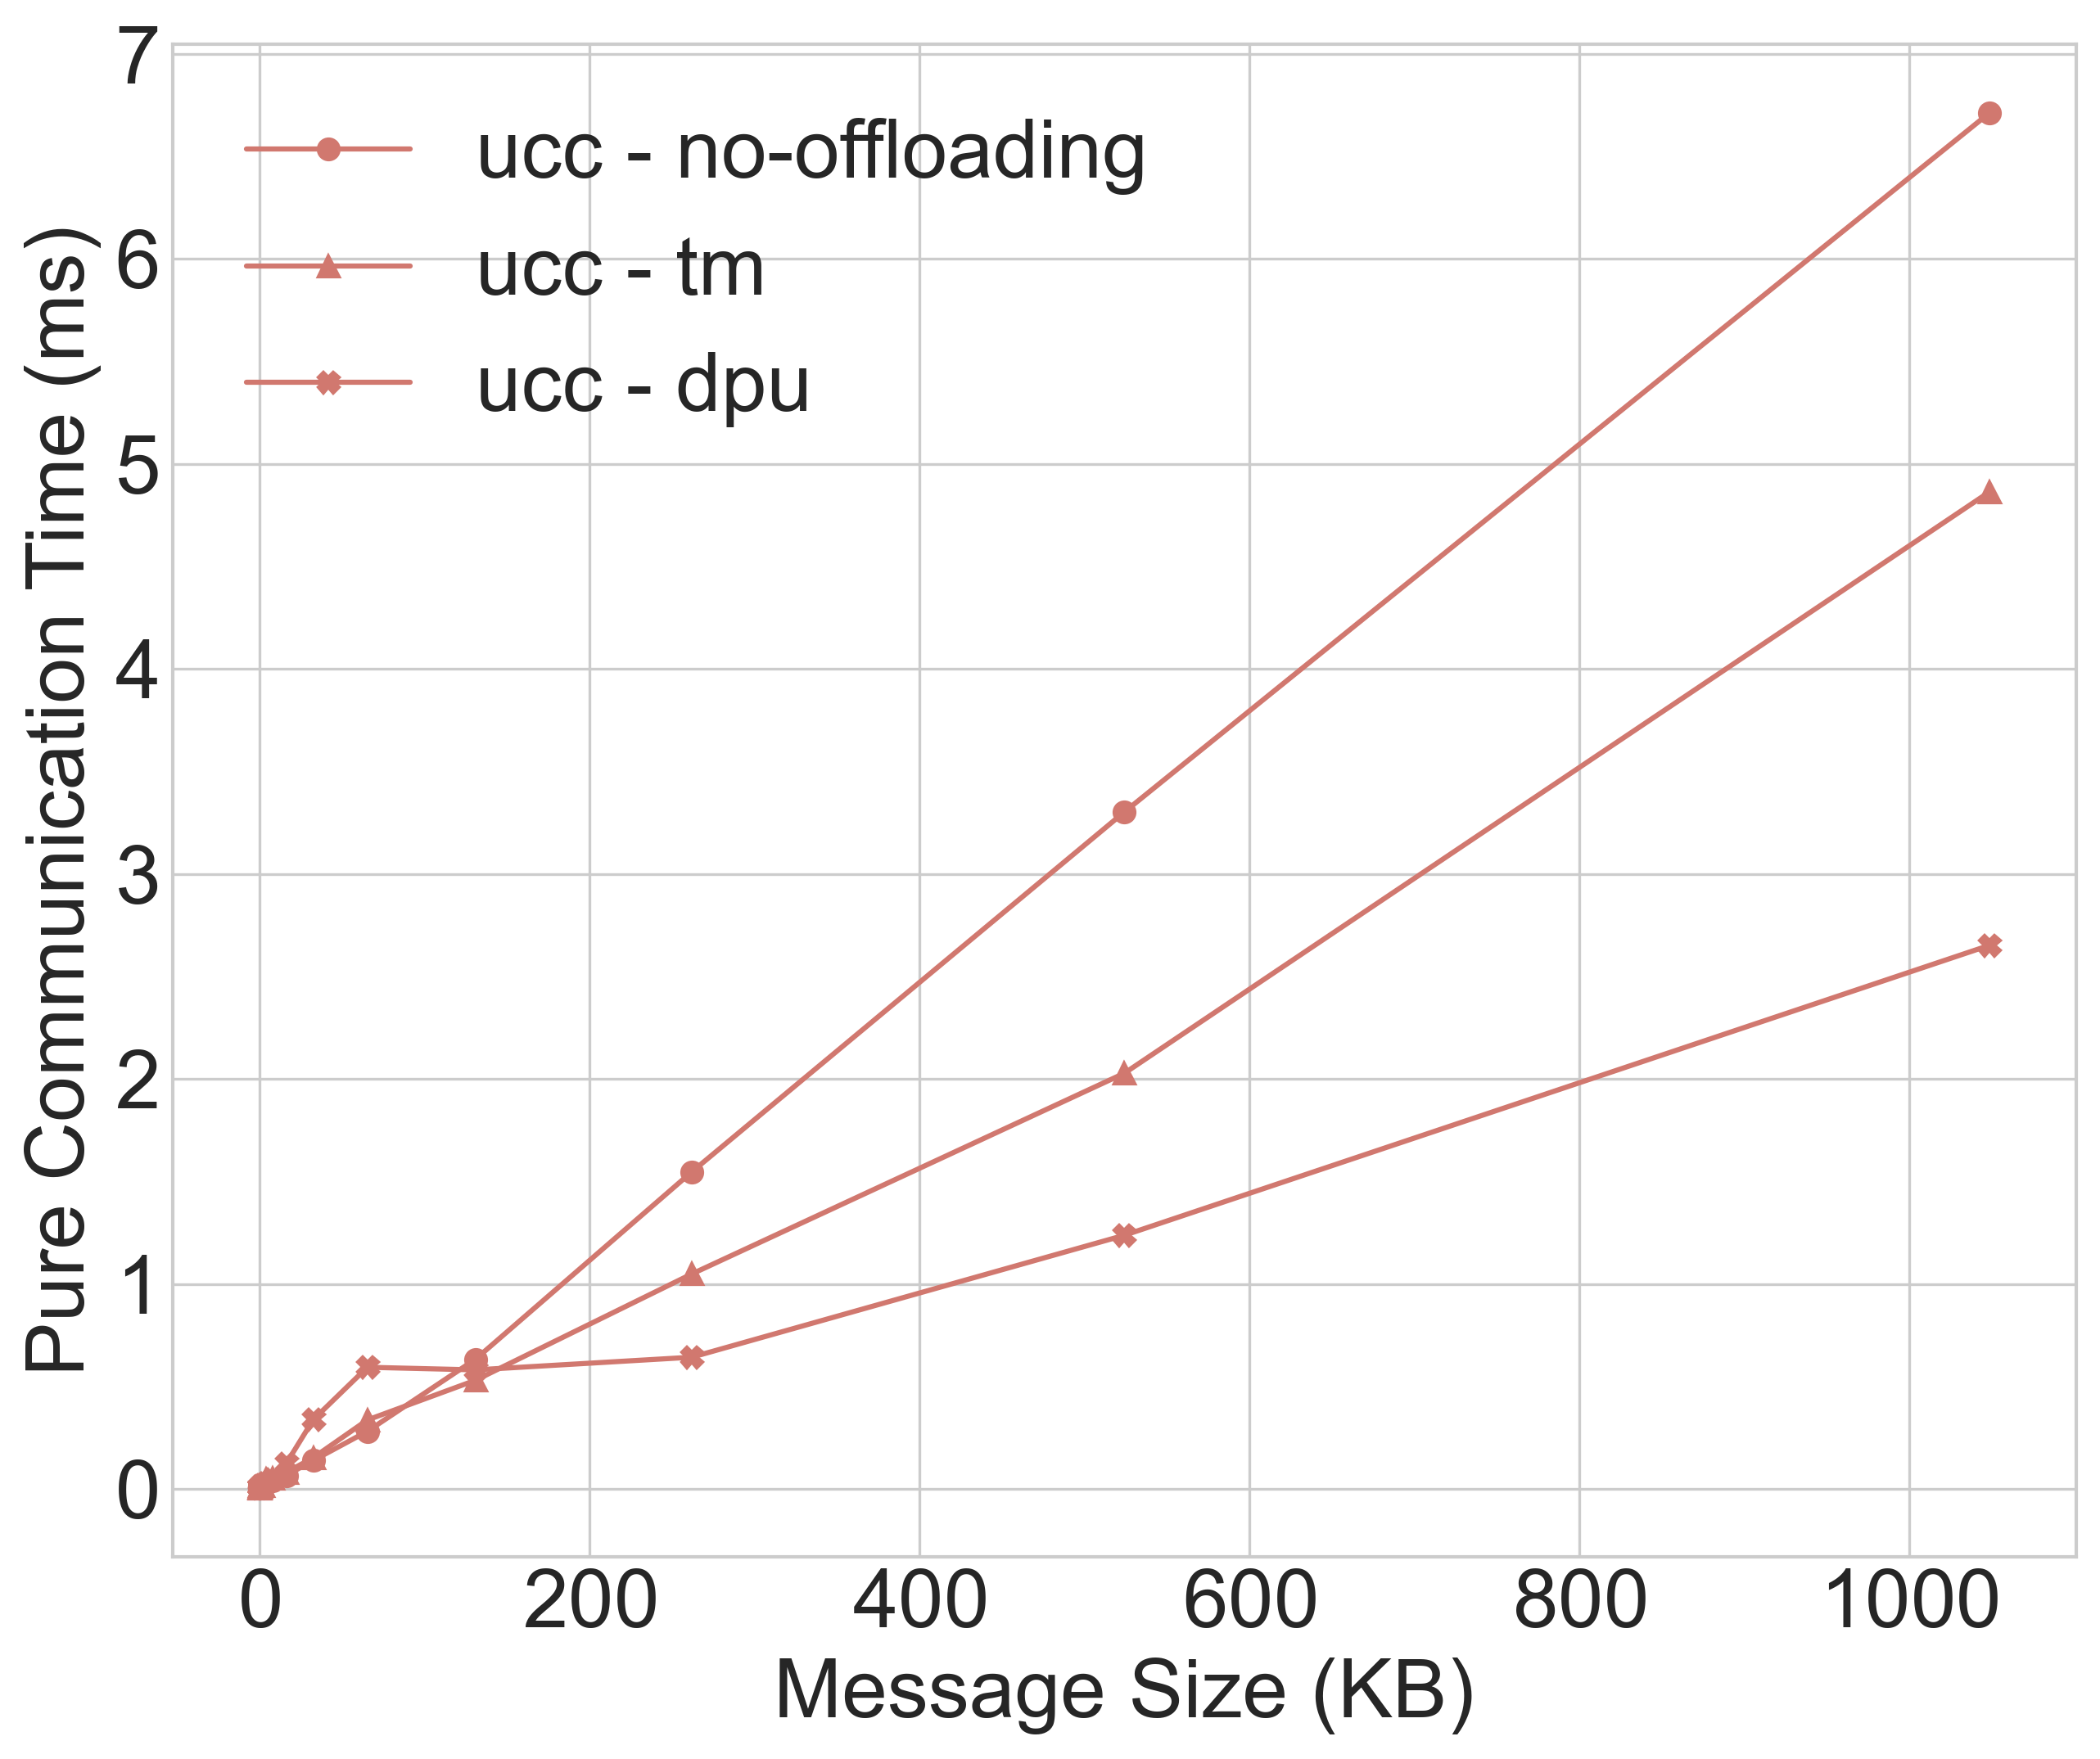 7
6
5
4
3
2
1
0
Pure Communication Time (ms)
ucc - no-offloading
ucc - tm
ucc - dpu
0 200 400 600 800 1000
Message Size (KB)